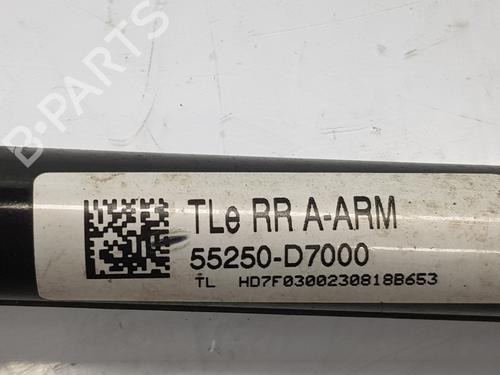 B-PARTS
TLe RR A-ARM
55250-D7000
TL HD7F0300230818B653